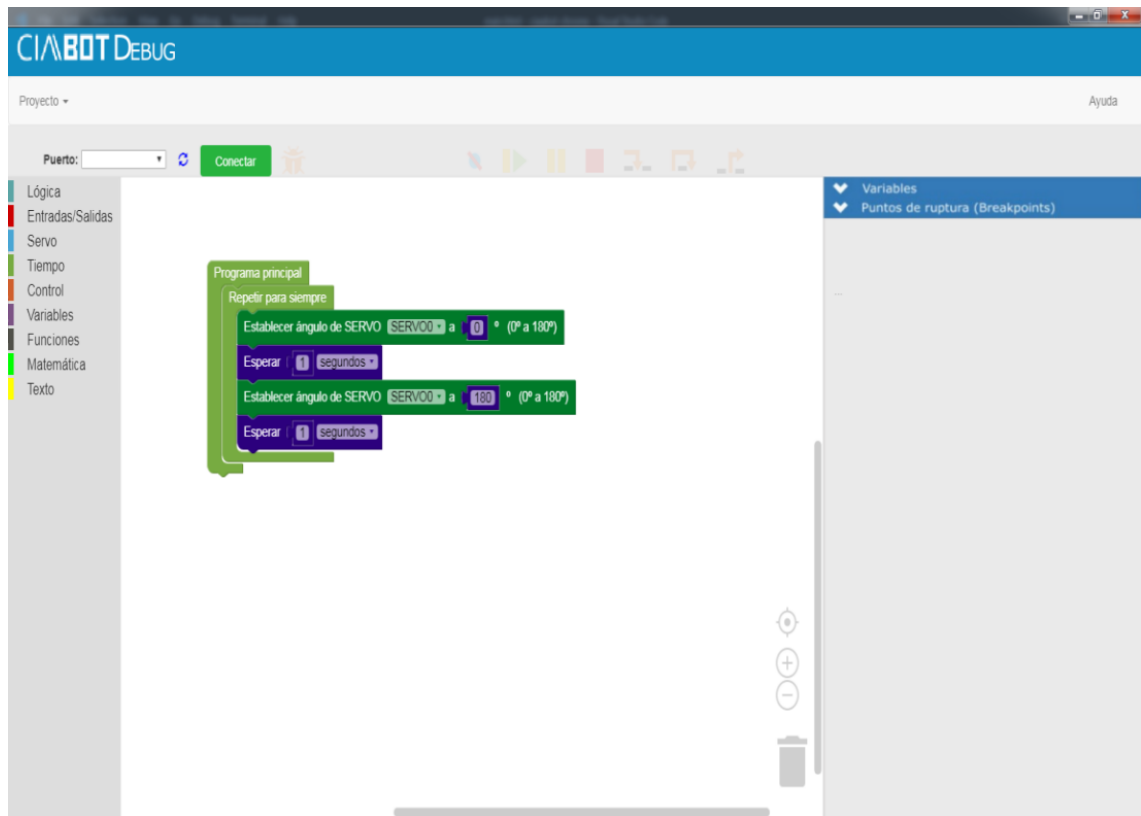 CIMBOT DEBUG
Proyecto
Ayuda
Puerto:
Conectar
Lógica
Entradas/Salidas
Servo
Tiempo
Control
Variables
Funciones
Matemática
Texto
Programa principal
Repetir para siempre
Establecer ángulo de SERVO SERVO0 a 0 º (0º a 180º)
Esperar 1 segundos
Establecer ángulo de SERVO SERVO0 a 180 º (0º a 180º)
Esperar 1 segundos
Variables
Puntos de ruptura (Breakpoints)